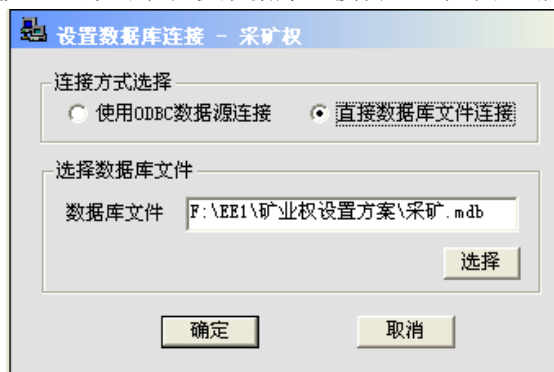 设置数据库连接 - 采矿权
连接方式选择
使用ODBC数据源连接 直接数据库文件连接
选择数据库文件
数据库文件 F:\EE1\矿业权设置方案\采矿.mdb
选择
确定 取消